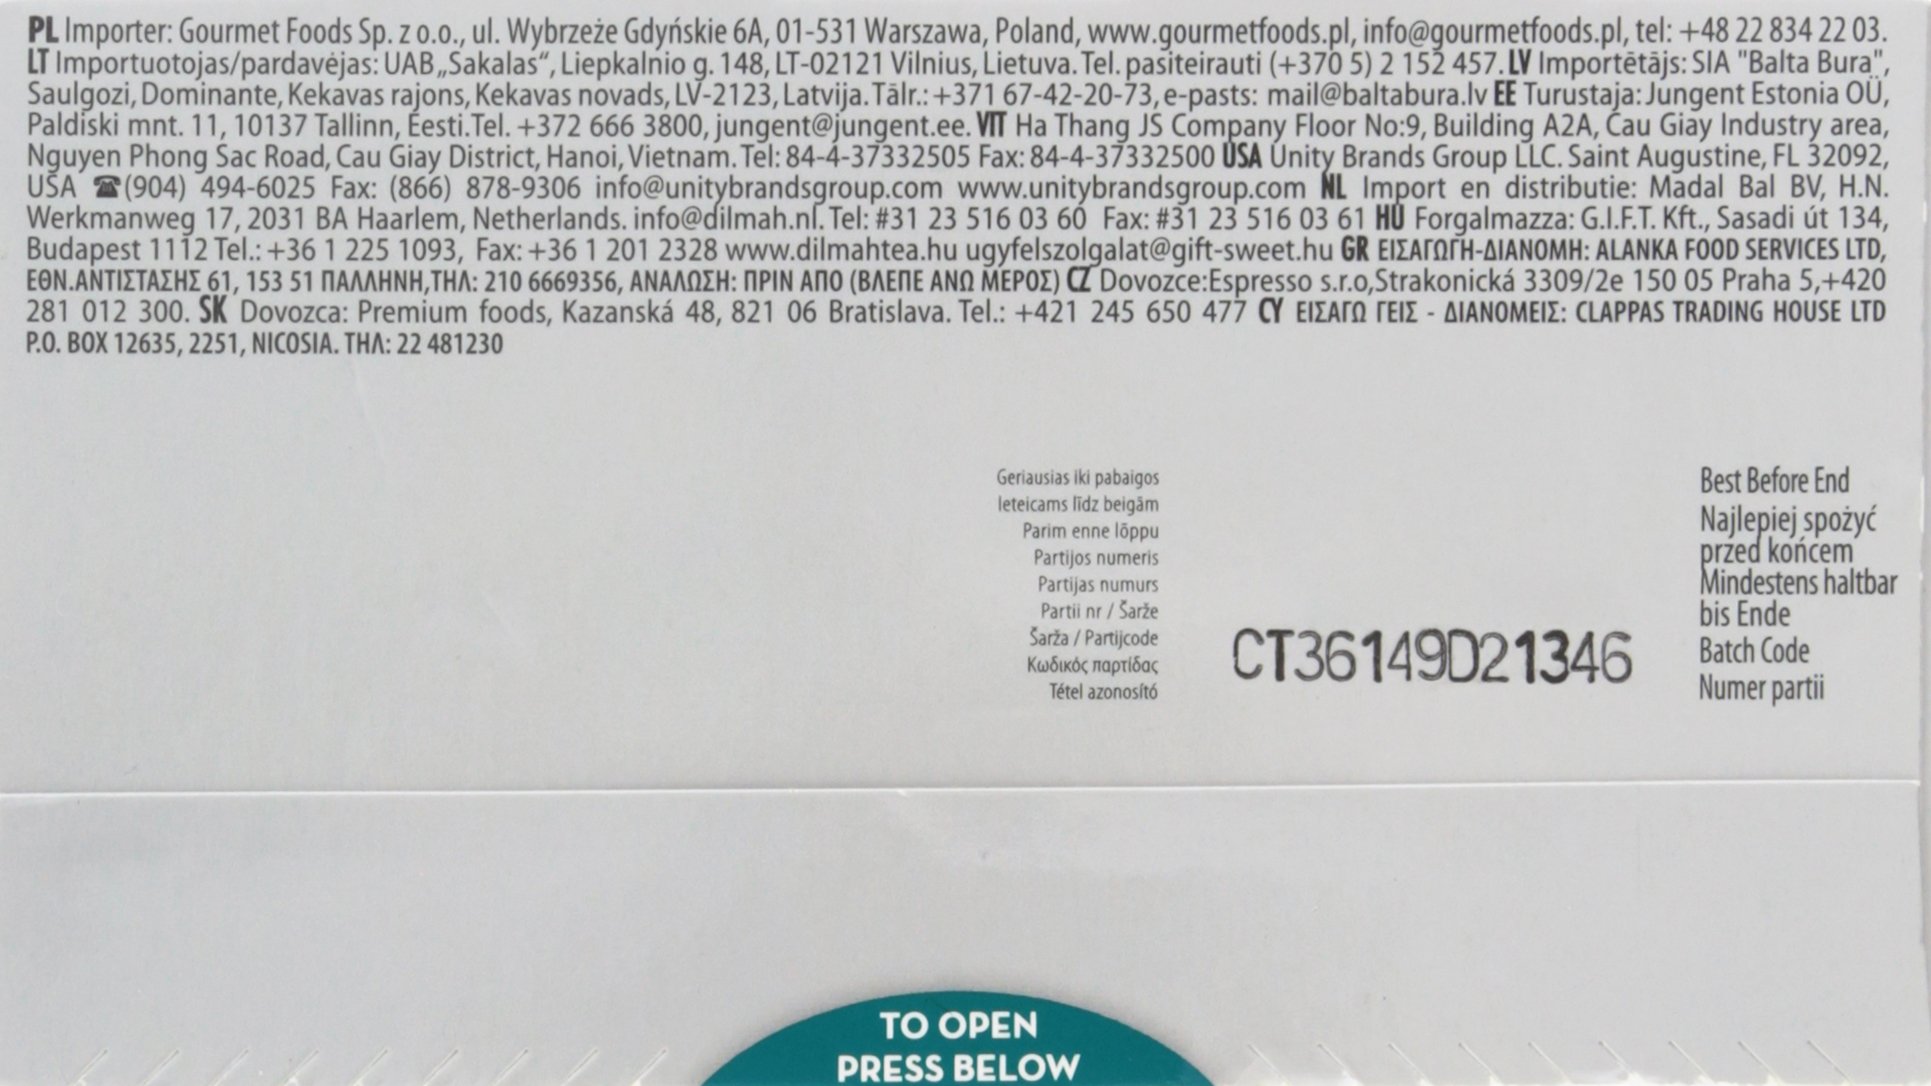 PL Importer: Gourmet Foods Sp. z o.o., ul. Wybrzeże Gdyńskie 6A, 01-531 Warszawa, Poland, www.gourmetfoods.pl, info@gourmetfoods.pl, tel: +48 22 834 22 03.
LT Importuotojas/pardavėjas: UAB „Sakalas“, Liepkalnio g. 148, LT-02121 Vilnius, Lietuva. Tel. pasiteirauti (+370 5) 2 152 457. LV Importētājs: SIA "Balta Bura",
Saulgozi, Dominante, Kekavas rajons, Kekavas novads, LV-2123, Latvija. Tālr.: +371 67-42-20-73, e-pasts: mail@baltabura.lv EE Turustaja: Jungent Estonia OÜ,
Paldiski mnt. 11, 10137 Tallinn, Eesti.Tel. +372 666 3800, jungent@jungent.ee. VIT Ha Thang JS Company Floor No:9, Building A2A, Cau Giay Industry area,
Nguyen Phong Sac Road, Cau Giay District, Hanoi, Vietnam. Tel: 84-4-37332505 Fax: 84-4-37332500 USA Unity Brands Group LLC. Saint Augustine, FL 32092,
USA ☎(904) 494-6025 Fax: (866) 878-9306 info@unitybrandsgroup.com www.unitybrandsgroup.com NL Import en distributie: Madal Bal BV, H.N.
Werkmanweg 17, 2031 BA Haarlem, Netherlands. info@dilmah.nl. Tel: #31 23 516 03 60 Fax: #31 23 516 03 61 HU Forgalmazza: G.I.F.T. Kft., Sasadi út 134,
Budapest 1112 Tel.: +36 1 225 1093, Fax: +36 1 201 2328 www.dilmahtea.hu ugyfelszolgalat@gift-sweet.hu GR ΕΙΣΑΓΩΓΗ-ΔΙΑΝΟΜΗ: ALANKA FOOD SERVICES LTD,
ΕΘΝ.ΑΝΤΙΣΤΑΣΗΣ 61, 153 51 ΠΑΛΛΗΝΗ,ΤΗΛ: 210 6669356, ΑΝΑΛΩΣΗ: ΠΡΙΝ ΑΠΟ (ΒΛΕΠΕ ΑΝΩ ΜΕΡΟΣ) CZ Dovozce:Espresso s.r.o,Strakonická 3309/2e 150 05 Praha 5,+420
281 012 300. SK Dovozca: Premium foods, Kazanská 48, 821 06 Bratislava. Tel.: +421 245 650 477 CY ΕΙΣΑΓΩ ΓΕΙΣ - ΔΙΑΝΟΜΕΙΣ: CLAPPAS TRADING HOUSE LTD
P.O. BOX 12635, 2251, NICOSIA. ΤΗΛ: 22 481230
Geriausias iki pabaigos
Ieteicams līdz beigām
Parim enne lõppu
Partijos numeris
Partijas numurs
Partii nr / Šarže
Šarža / Partijcode
Κωδικός παρτίδας
Tétel azonosító
CT36149D21346
Best Before End
Najlepiej spożyć
przed końcem
Mindestens haltbar
bis Ende
Batch Code
Numer partii
TO OPEN
PRESS BELOW